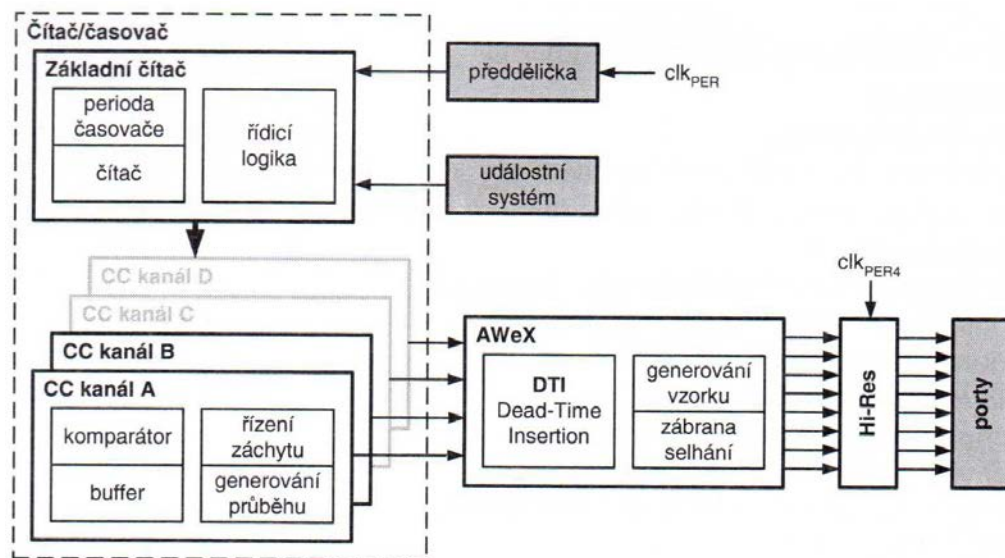 Čítač/časovač
Základní čítač
perioda
časovače
čítač
řídicí
logika
předdělička
clkPER
událostní
systém
CC kanál D
CC kanál C
CC kanál B
CC kanál A
komparátor
buffer
řízení
záchytu
generování
průběhu
AWeX
DTI
Dead-Time
Insertion
generování
vzorku
zábrana
selhání
clkPER4
Hi-Res
porty